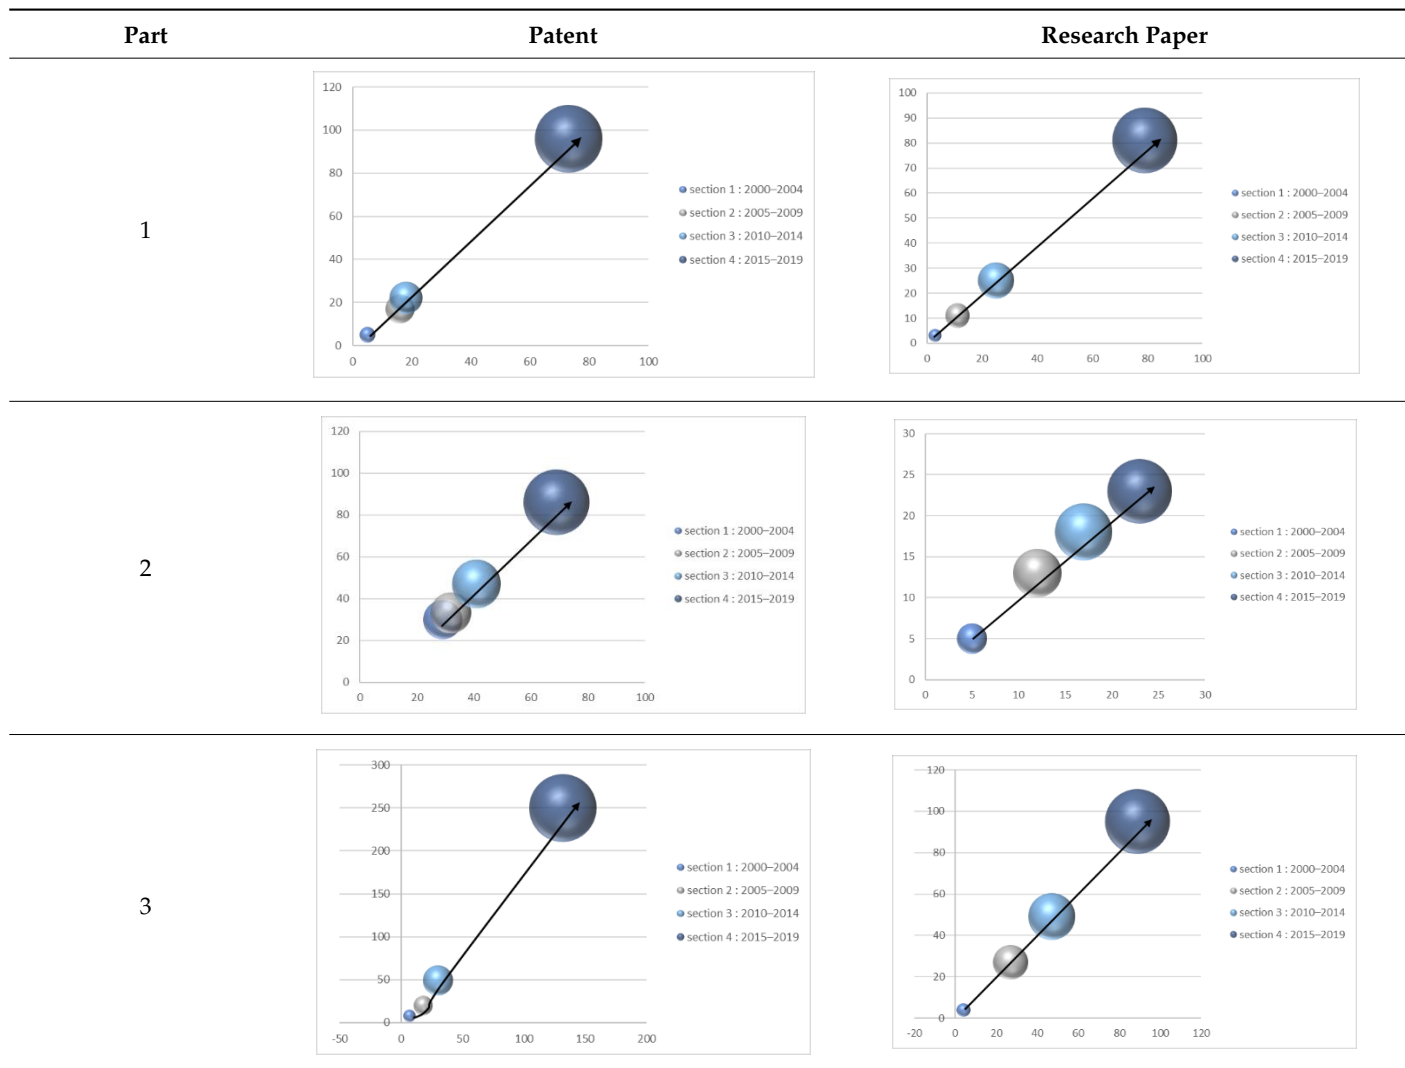 Part Patent Research Paper
1
120
100
80
60
40
20
0
0 20 40 60 80 100
section 1 : 2000–2004
section 2 : 2005–2009
section 3 : 2010–2014
section 4 : 2015–2019
100
90
80
70
60
50
40
30
20
10
0
0 20 40 60 80 100
section 1 : 2000–2004
section 2 : 2005–2009
section 3 : 2010–2014
section 4 : 2015–2019
2
120
100
80
60
40
20
0
0 20 40 60 80 100
section 1 : 2000–2004
section 2 : 2005–2009
section 3 : 2010–2014
section 4 : 2015–2019
30
25
20
15
10
5
0
0 5 10 15 20 25 30
section 1 : 2000–2004
section 2 : 2005–2009
section 3 : 2010–2014
section 4 : 2015–2019
3
300
250
200
150
100
50
0
-50 0 50 100 150 200
section 1 : 2000–2004
section 2 : 2005–2009
section 3 : 2010–2014
section 4 : 2015–2019
120
100
80
60
40
20
0
-20 0 20 40 60 80 100 120
section 1 : 2000–2004
section 2 : 2005–2009
section 3 : 2010–2014
section 4 : 2015–2019